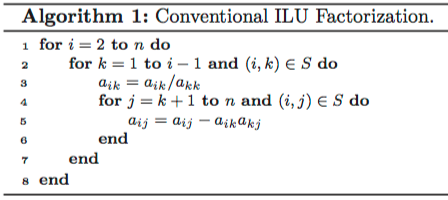 Algorithm 1: Conventional ILU Factorization.
1 for i = 2 to n do
2 for k = 1 to i − 1 and (i, k) ∈ S do
3 a_{ik} = a_{ik}/a_{kk}
4 for j = k + 1 to n and (i, j) ∈ S do
5 a_{ij} = a_{ij} − a_{ik}a_{kj}
6 end
7 end
8 end